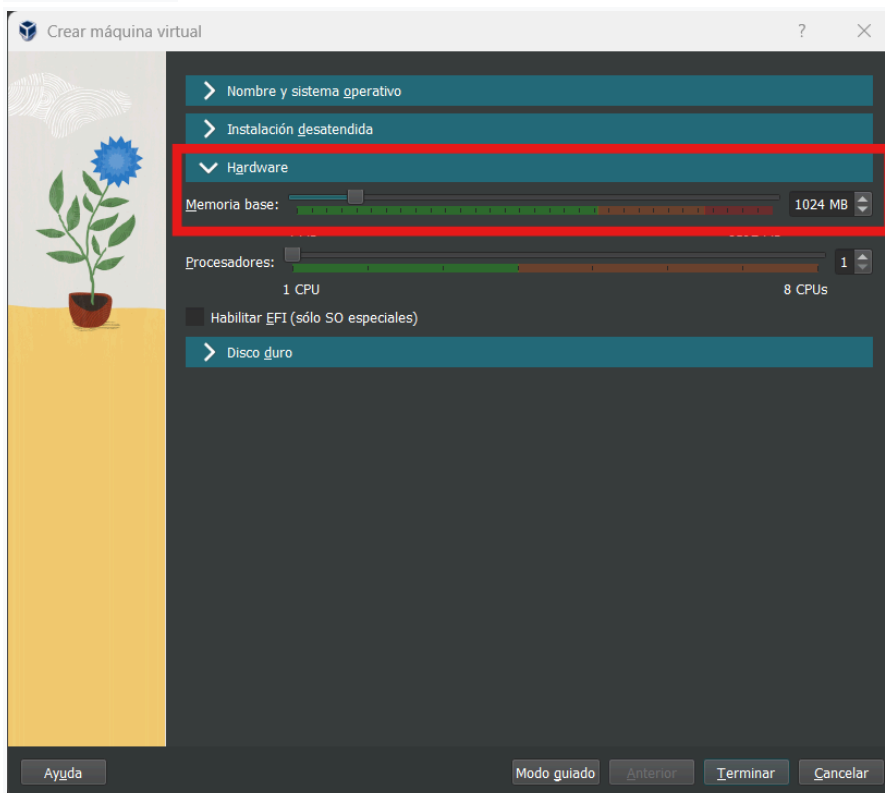 Crear máquina virtual
Nombre y sistema operativo
Instalación desatendida
Hardware
Memoria base: 1024 MB
Procesadores: 1
1 CPU 8 CPUs
Habilitar EFI (sólo SO especiales)
Disco duro
Ayuda Modo guiado Anterior Terminar Cancelar